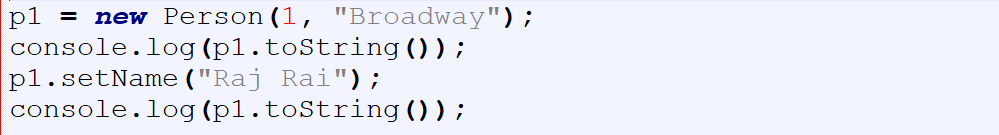 p1 = new Person(1, "Broadway");
console.log(p1.toString());
p1.setName("Raj Rai");
console.log(p1.toString());